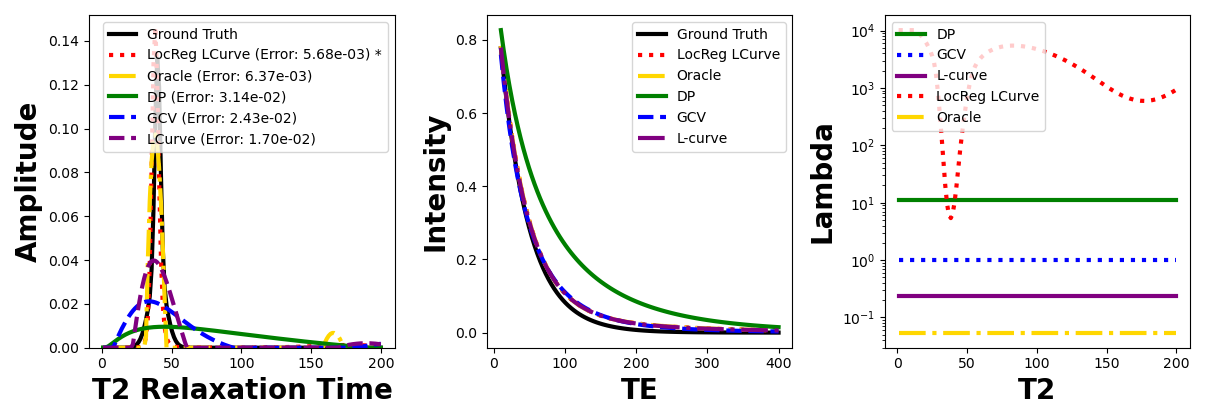 Amplitude
0.14
0.12
0.10
0.08
0.06
0.04
0.02
0.00
Ground Truth
LocReg LCurve (Error: 5.68e-03) *
Oracle (Error: 6.37e-03)
DP (Error: 3.14e-02)
GCV (Error: 2.43e-02)
LCurve (Error: 1.70e-02)
0 50 100 150 200
T2 Relaxation Time
Intensity
0.8
0.6
0.4
0.2
0.0
Ground Truth
LocReg LCurve
Oracle
DP
GCV
L-curve
0 100 200 300 400
TE
Lambda
10⁴
10³
10²
10¹
10⁰
10⁻¹
DP
GCV
L-curve
LocReg LCurve
Oracle
0 50 100 150 200
T2